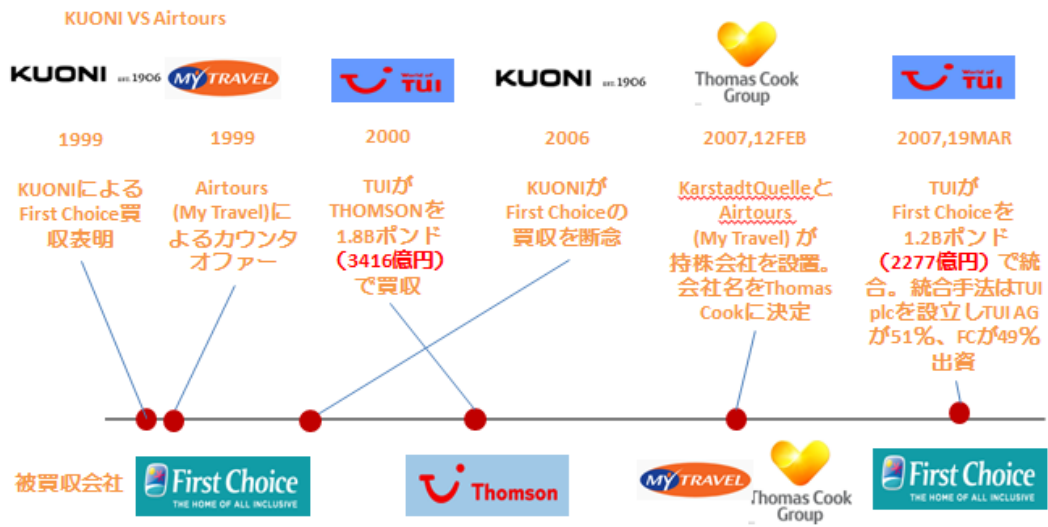 KUONI VS Airtours
KUONI EST.1906
MY TRAVEL
World of
TUI
KUONI EST.1906
Thomas Cook
Group
World of
TUI
1999
1999
2000
2006
2007,12FEB
2007,19MAR
KUONIによる
First Choice買
収表明
Airtours
(My Travel)に
よるカウンタ
オファー
TUIが
THOMSONを
1.8Bポンド
（3416億円）
で買収
KUONIが
First Choiceの
買収を断念
KarstadtQuelleと
Airtours
(My Travel) が
持株会社を設置。
会社名をThomas
Cookに決定
TUIが
First Choiceを
1.2Bポンド
（2277億円）で統
合。統合手法はTUI
plcを設立しTUI AG
が51％、FCが49％
出資
被買収会社
First Choice
THE HOME OF ALL INCLUSIVE
Thomson
MY TRAVEL
Thomas Cook
Group
First Choice
THE HOME OF ALL INCLUSIVE